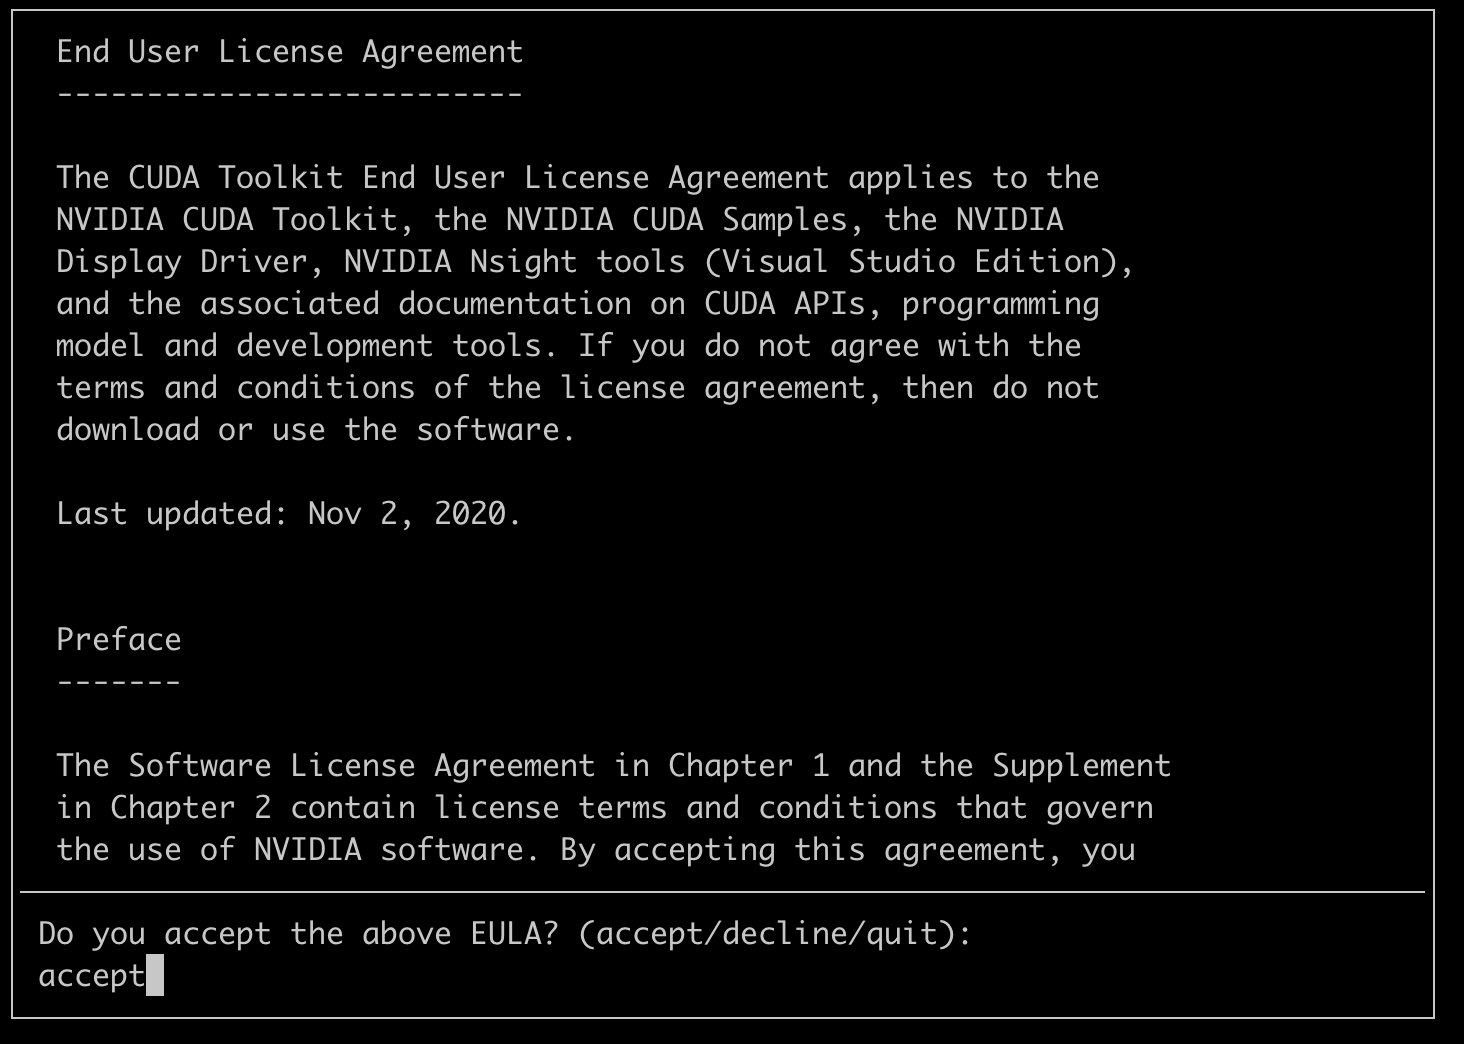 End User License Agreement
--------------------------
The CUDA Toolkit End User License Agreement applies to the
NVIDIA CUDA Toolkit, the NVIDIA CUDA Samples, the NVIDIA
Display Driver, NVIDIA Nsight tools (Visual Studio Edition),
and the associated documentation on CUDA APIs, programming
model and development tools. If you do not agree with the
terms and conditions of the license agreement, then do not
download or use the software.
Last updated: Nov 2, 2020.
Preface
-------
The Software License Agreement in Chapter 1 and the Supplement
in Chapter 2 contain license terms and conditions that govern
the use of NVIDIA software. By accepting this agreement, you
Do you accept the above EULA? (accept/decline/quit):
accept